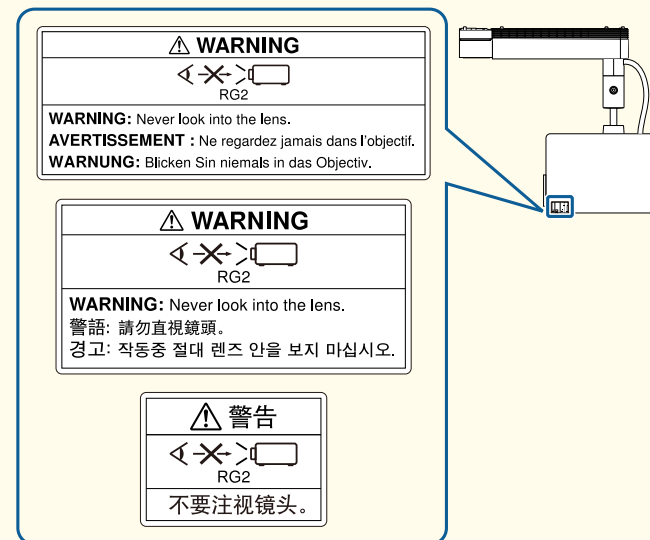 ⚠ WARNING
RG2
WARNING: Never look into the lens.
AVERTISSEMENT : Ne regardez jamais dans l'objectif.
WARNUNG: Blicken Sin niemals in das Objectiv.
⚠ WARNING
RG2
WARNING: Never look into the lens.
警語: 請勿直視鏡頭。
경고: 작동중 절대 렌즈 안을 보지 마십시오.
⚠ 警告
RG2
不要注视镜头。